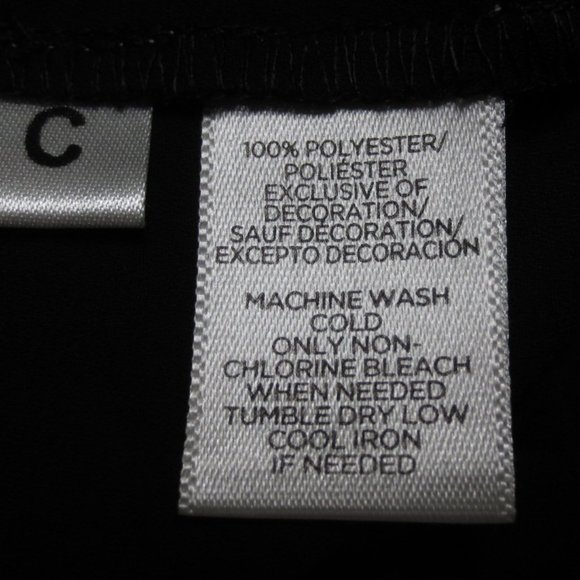 C
100% POLYESTER/
POLIÉSTER
EXCLUSIVE OF
DECORATION/
SAUF DECORATION/
EXCEPTO DECORACIÓN
MACHINE WASH
COLD
ONLY NON-
CHLORINE BLEACH
WHEN NEEDED
TUMBLE DRY LOW
COOL IRON
IF NEEDED